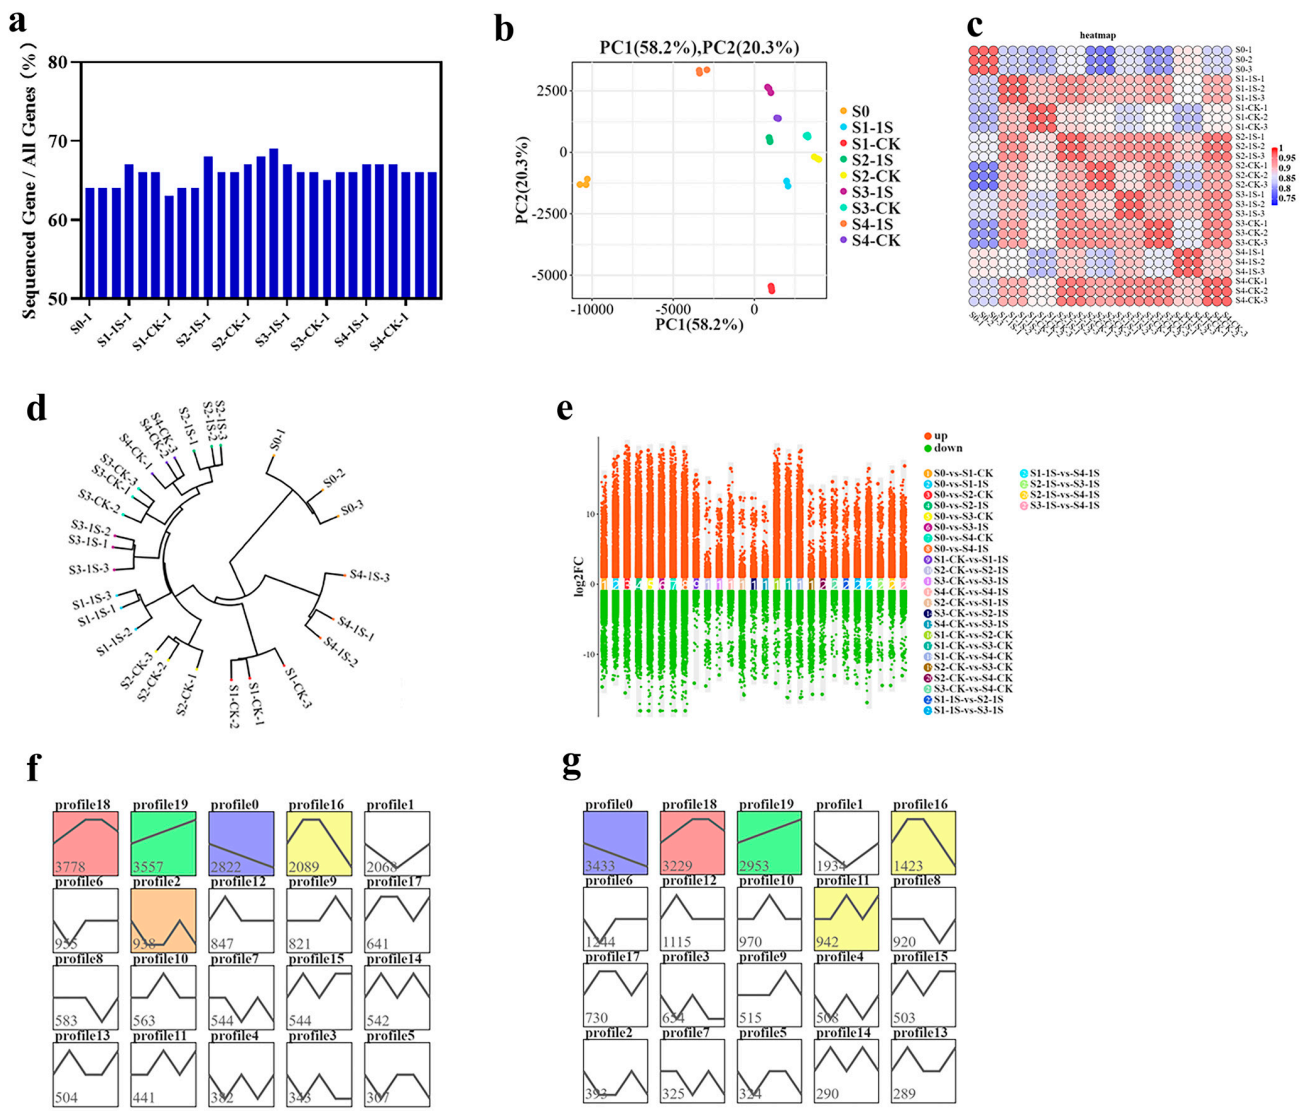 a
Sequenced Gene / All Genes (%)
80
70
60
50
S0-1
S1-1S-1
S1-CK-1
S2-1S-1
S2-CK-1
S3-1S-1
S3-CK-1
S4-1S-1
S4-CK-1
b
PC1(58.2%),PC2(20.3%)
PC2(20.3%)
2500
0
-2500
-5000
-10000
-5000
0
PC1(58.2%)
S0
S1-1S
S1-CK
S2-1S
S2-CK
S3-1S
S3-CK
S4-1S
S4-CK
c
heatmap
S0-1
S0-2
S0-3
S1-1S-1
S1-1S-2
S1-1S-3
S1-CK-1
S1-CK-2
S1-CK-3
S2-1S-1
S2-1S-2
S2-1S-3
S2-CK-1
S2-CK-2
S2-CK-3
S3-1S-1
S3-1S-2
S3-1S-3
S3-CK-1
S3-CK-2
S3-CK-3
S4-1S-1
S4-1S-2
S4-1S-3
S4-CK-1
S4-CK-2
S4-CK-3
1
0.95
0.9
0.85
0.8
0.75
d
S2-1S-3
S2-1S-2
S2-1S-1
S4-CK-3
S4-CK-2
S4-CK-1
S3-CK-3
S3-CK-1
S3-CK-2
S3-1S-2
S3-1S-1
S3-1S-3
S1-1S-3
S1-1S-1
S1-1S-2
S2-CK-3
S2-CK-2
S2-CK-1
S1-CK-2
S1-CK-1
S1-CK-3
S4-1S-2
S4-1S-1
S4-1S-3
S0-3
S0-2
S0-1
e
log2FC
10
0
-10
up
down
S0-vs-S1-CK
S0-vs-S1-1S
S0-vs-S2-CK
S0-vs-S2-1S
S0-vs-S3-CK
S0-vs-S3-1S
S0-vs-S4-CK
S0-vs-S4-1S
S1-CK-vs-S1-1S
S2-CK-vs-S2-1S
S3-CK-vs-S3-1S
S4-CK-vs-S4-1S
S2-CK-vs-S1-1S
S3-CK-vs-S2-1S
S4-CK-vs-S3-1S
S1-CK-vs-S2-CK
S1-CK-vs-S3-CK
S1-CK-vs-S4-CK
S2-CK-vs-S3-CK
S2-CK-vs-S4-CK
S3-CK-vs-S4-CK
S1-1S-vs-S2-1S
S1-1S-vs-S3-1S
S1-1S-vs-S4-1S
S2-1S-vs-S3-1S
S2-1S-vs-S4-1S
S3-1S-vs-S4-1S
f
profile18 profile19 profile0 profile16 profile1
3778 3557 2822 2089 2068
profile6 profile2 profile12 profile9 profile17
955 938 847 821 641
profile8 profile10 profile7 profile15 profile14
583 563 544 544 542
profile13 profile11 profile4 profile3 profile5
504 441 382 343 307
g
profile0 profile18 profile19 profile1 profile16
3433 3229 2953 1934 1423
profile6 profile12 profile10 profile11 profile8
1244 1115 970 942 920
profile17 profile3 profile9 profile4 profile15
730 654 515 508 503
profile2 profile7 profile5 profile14 profile13
393 325 324 290 289